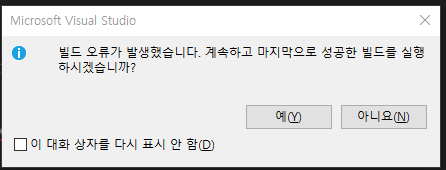 Microsoft Visual Studio
빌드 오류가 발생했습니다. 계속하고 마지막으로 성공한 빌드를 실행
하시겠습니까?
예(Y)
아니요(N)
이 대화 상자를 다시 표시 안 함(D)